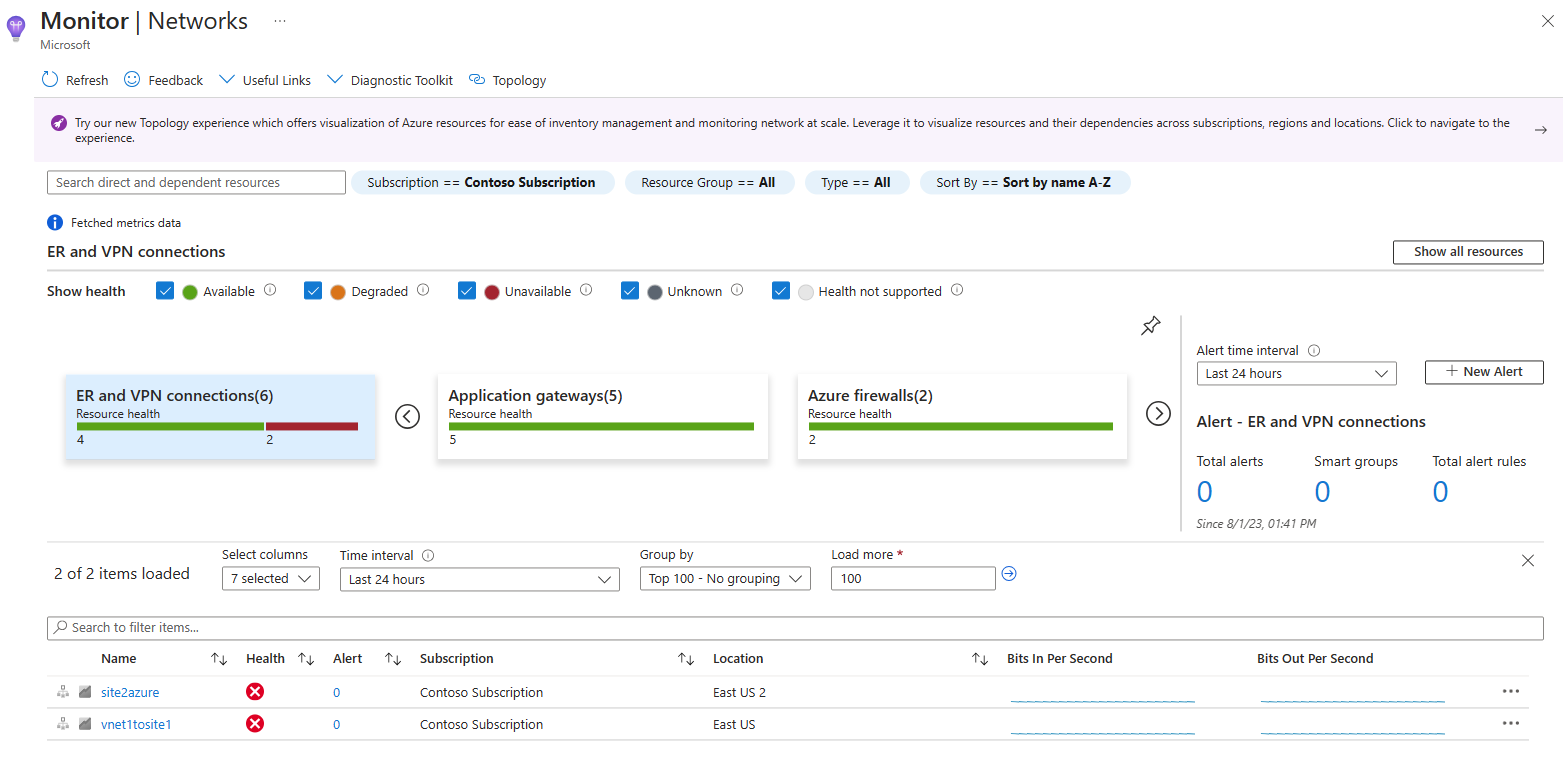 Monitor | Networks ...
Microsoft
Refresh Feedback Useful Links Diagnostic Toolkit Topology
Try our new Topology experience which offers visualization of Azure resources for ease of inventory management and monitoring network at scale. Leverage it to visualize resources and their dependencies across subscriptions, regions and locations. Click to navigate to the
experience.
Search direct and dependent resources Subscription == Contoso Subscription Resource Group == All Type == All Sort By == Sort by name A-Z
Fetched metrics data
ER and VPN connections Show all resources
Show health Available Degraded Unavailable Unknown Health not supported
Alert time interval
Last 24 hours + New Alert
ER and VPN connections(6) Application gateways(5) Azure firewalls(2)
Resource health Resource health Resource health
4 2 5 2
Alert - ER and VPN connections
Total alerts Smart groups Total alert rules
0 0 0
Since 8/1/23, 01:41 PM
2 of 2 items loaded
Select columns Time interval Group by Load more *
7 selected Last 24 hours Top 100 - No grouping 100
Search to filter items...
Name Health Alert Subscription Location Bits In Per Second Bits Out Per Second
site2azure 0 Contoso Subscription East US 2
vnet1tosite1 0 Contoso Subscription East US